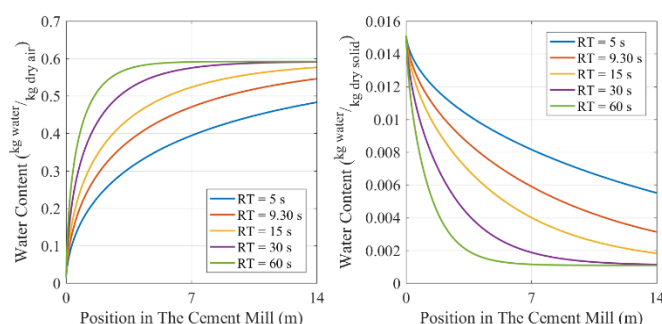 0.7
0.6
0.5
0.4
0.3
0.2
0.1
0
0
7
14
Water Content (kg water/kg dry air)
Position in The Cement Mill (m)
RT = 5 s
RT = 9.30 s
RT = 15 s
RT = 30 s
RT = 60 s
0.016
0.014
0.012
0.01
0.008
0.006
0.004
0.002
0
0
7
14
Water Content (kg water/kg dry solid)
Position in The Cement Mill (m)
RT = 5 s
RT = 9.30 s
RT = 15 s
RT = 30 s
RT = 60 s